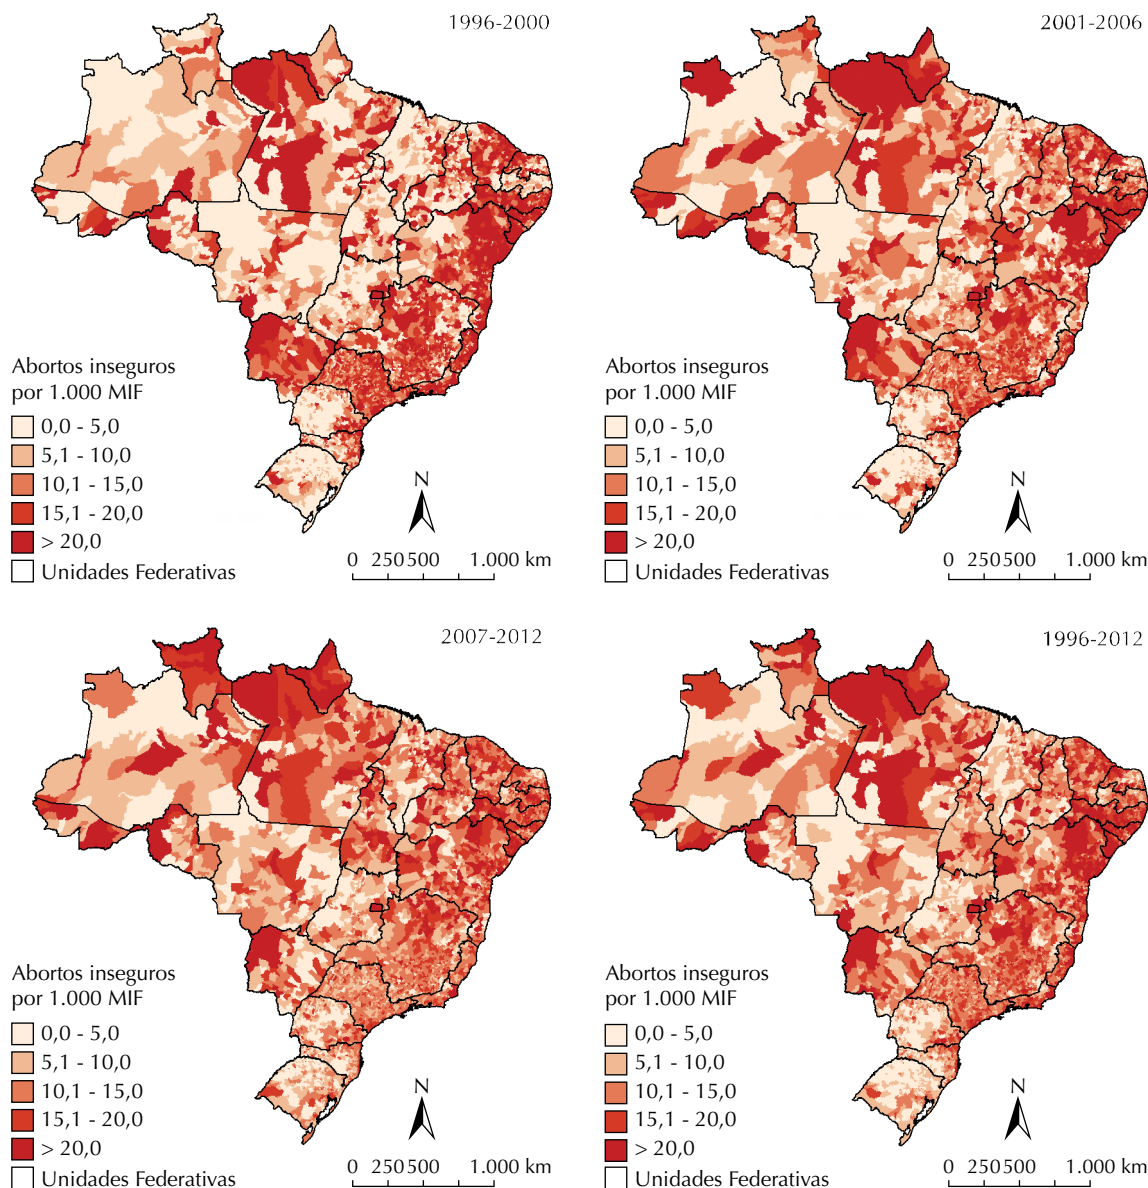 1996-2000
Abortos inseguros
por 1.000 MIF
0,0 - 5,0
5,1 - 10,0
10,1 - 15,0
15,1 - 20,0
> 20,0
Unidades Federativas
N
0 250 500 1.000 km
2001-2006
Abortos inseguros
por 1.000 MIF
0,0 - 5,0
5,1 - 10,0
10,1 - 15,0
15,1 - 20,0
> 20,0
Unidades Federativas
N
0 250 500 1.000 km
2007-2012
Abortos inseguros
por 1.000 MIF
0,0 - 5,0
5,1 - 10,0
10,1 - 15,0
15,1 - 20,0
> 20,0
Unidades Federativas
N
0 250 500 1.000 km
1996-2012
Abortos inseguros
por 1.000 MIF
0,0 - 5,0
5,1 - 10,0
10,1 - 15,0
15,1 - 20,0
> 20,0
Unidades Federativas
N
0 250 500 1.000 km